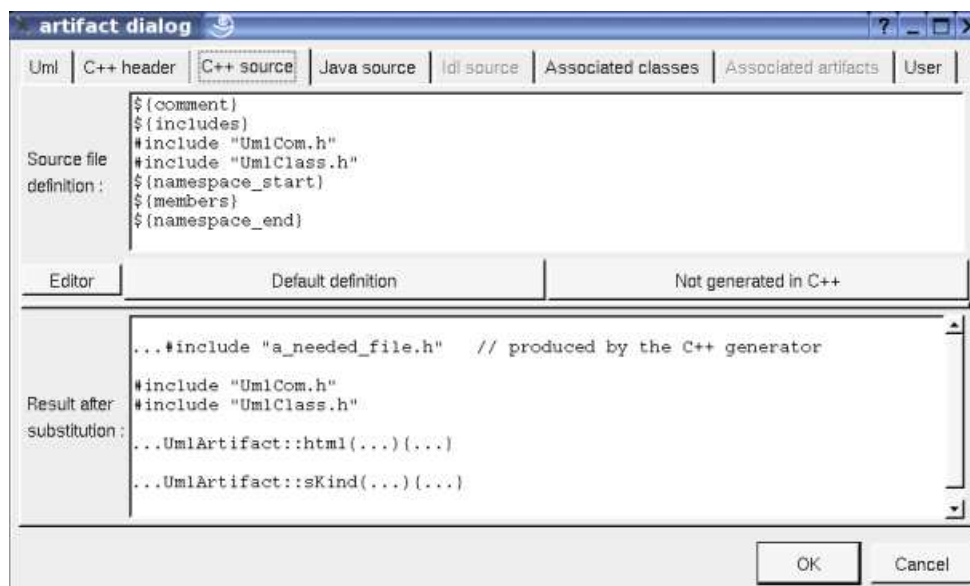 artifact dialog
Uml C++ header C++ source Java source Idl source Associated classes Associated artifacts User
Source file
definition :
${comment}
${includes}
#include "UmlCom.h"
#include "UmlClass.h"
${namespace_start}
${members}
${namespace_end}
Editor Default definition Not generated in C++
Result after
substitution :
...#include "a_needed_file.h" // produced by the C++ generator
#include "UmlCom.h"
#include "UmlClass.h"
...UmlArtifact::html(...){...}
...UmlArtifact::sKind(...){...}
OK Cancel